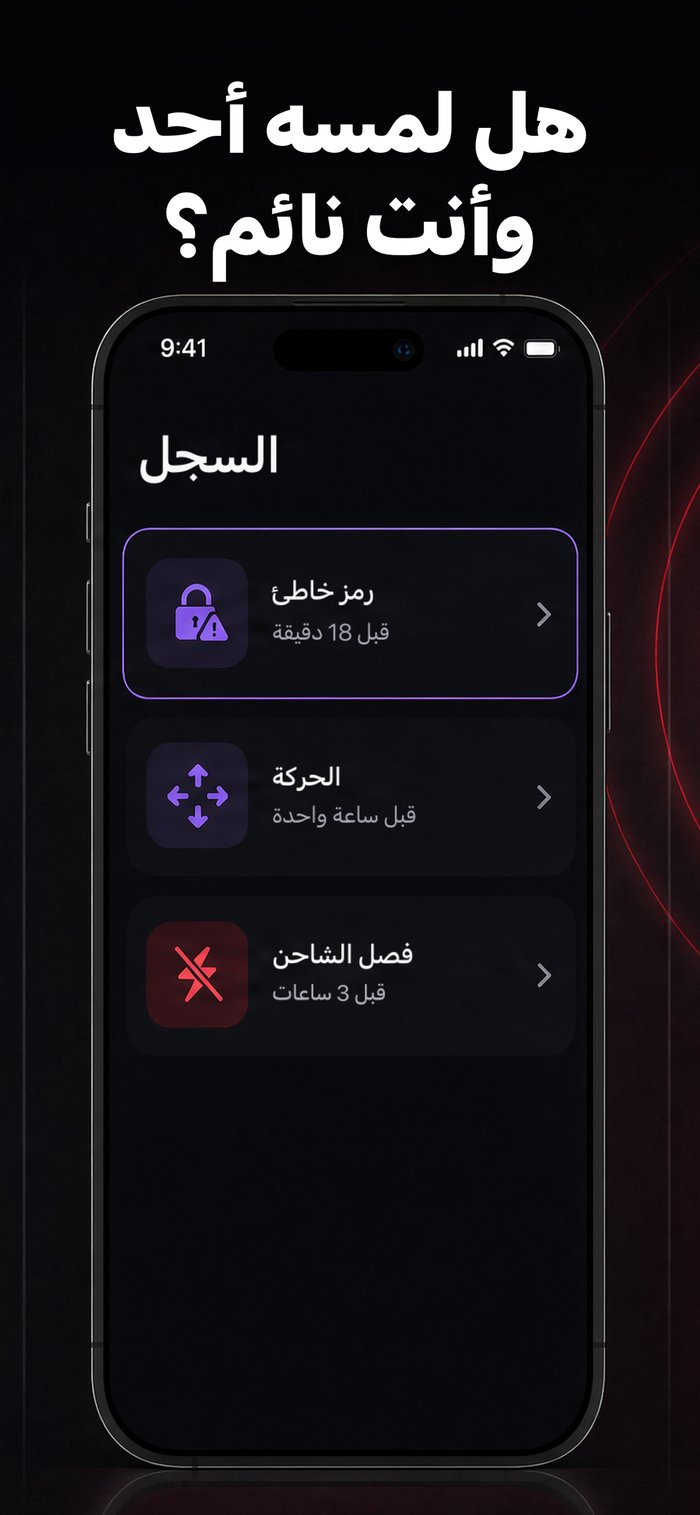 هل لمسه أحد
وأنت نائم؟
9:41
السجل
رمز خاطئ
قبل 18 دقيقة
الحركة
قبل ساعة واحدة
فصل الشاحن
قبل 3 ساعات